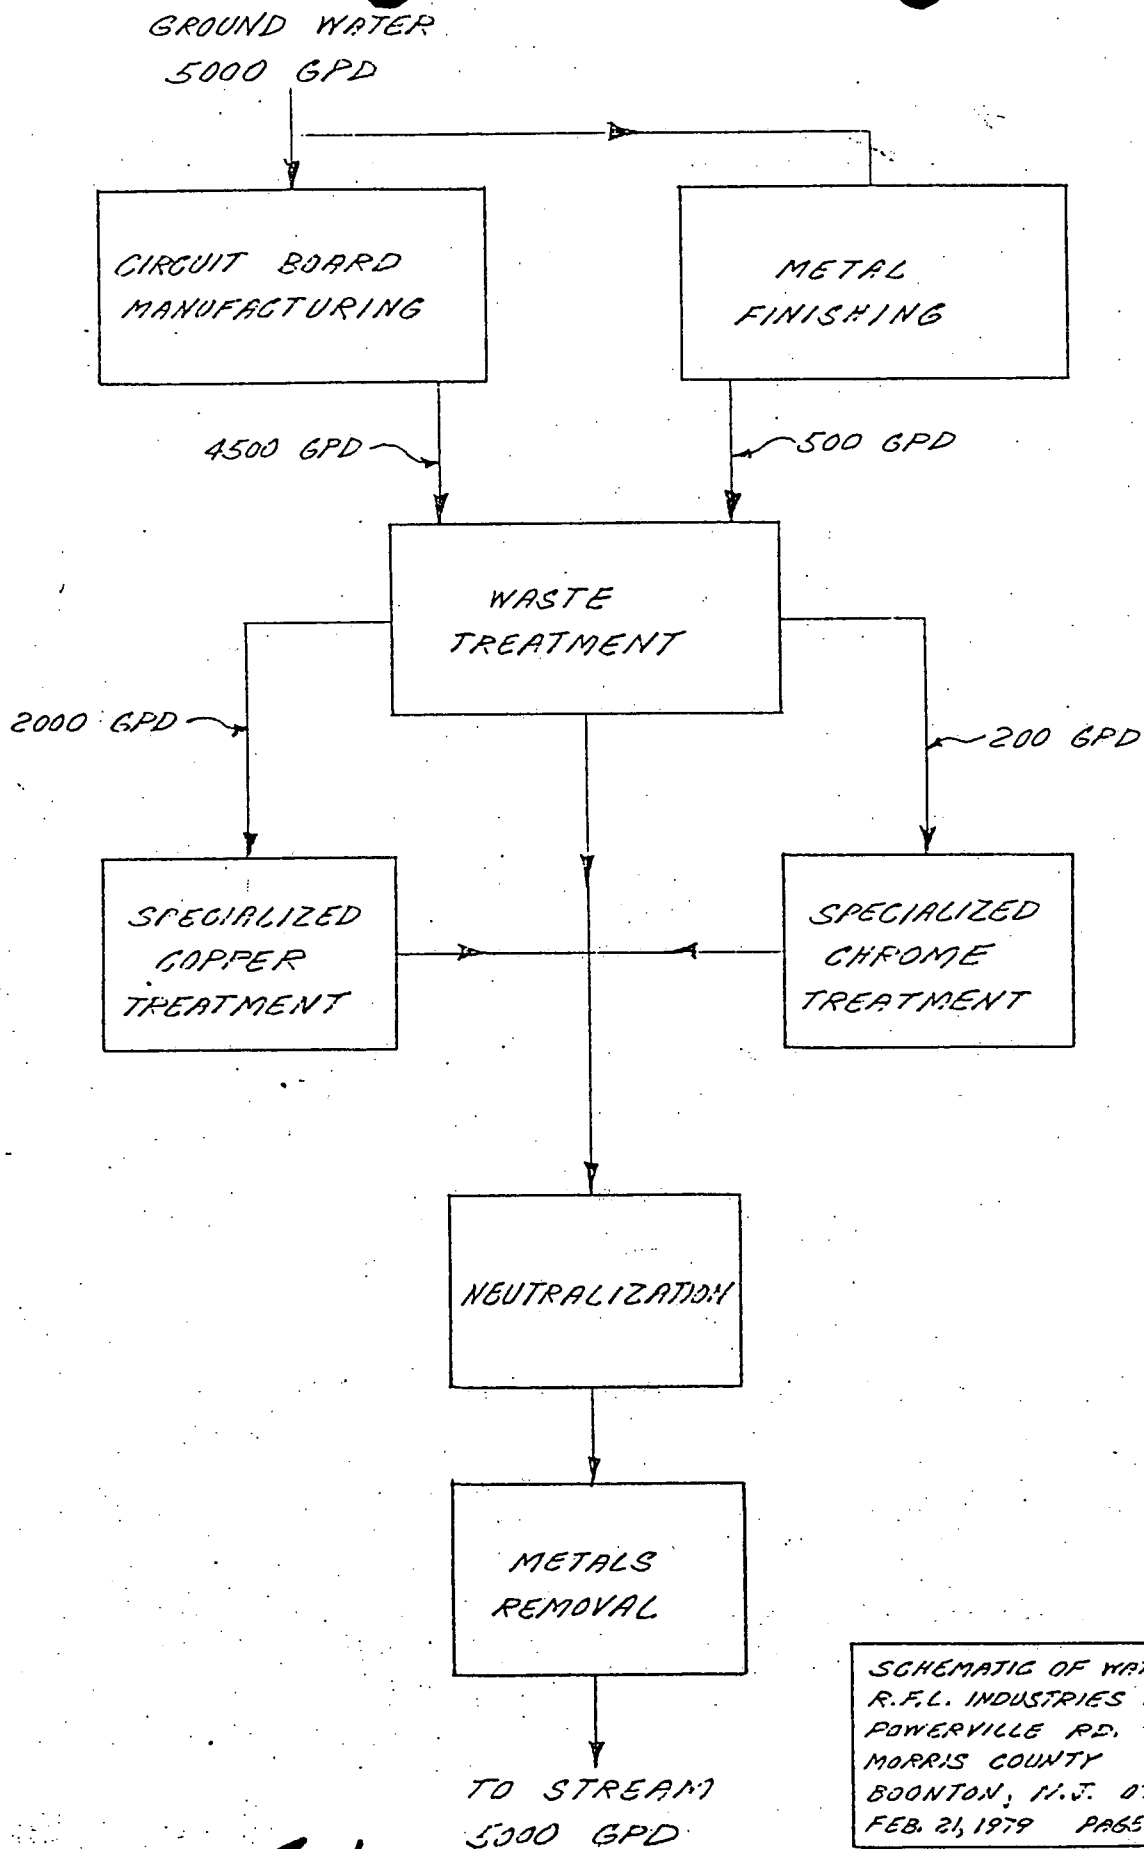 GROUND WATER
5000 GPD
CIRCUIT BOARD
MANUFACTURING
METAL
FINISHING
4500 GPD
500 GPD
WASTE
TREATMENT
2000 GPD
200 GPD
SPECIALIZED
COPPER
TREATMENT
SPECIALIZED
CHROME
TREATMENT
NEUTRALIZATION
METALS
REMOVAL
TO STREAM
5000 GPD
SCHEMATIC OF
R.F.L. INDUSTRIES
POWERVILLE RD.
MORRIS COUNTY
BOONTON, N.J.
FEB. 21, 1979